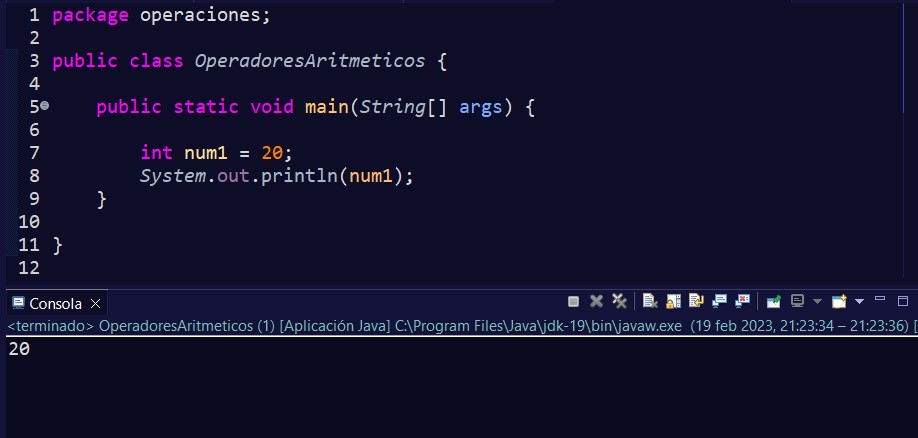 1 package operaciones;
2
3 public class OperadoresAritmeticos {
4
5 public static void main(String[] args) {
6
7 int num1 = 20;
8 System.out.println(num1);
9 }
10
11 }
12
Consola
<terminado> OperadoresAritmeticos (1) [Aplicación Java] C:\Program Files\Java\jdk-19\bin\javaw.exe (19 feb 2023, 21:23:34 – 21:23:36) [
20